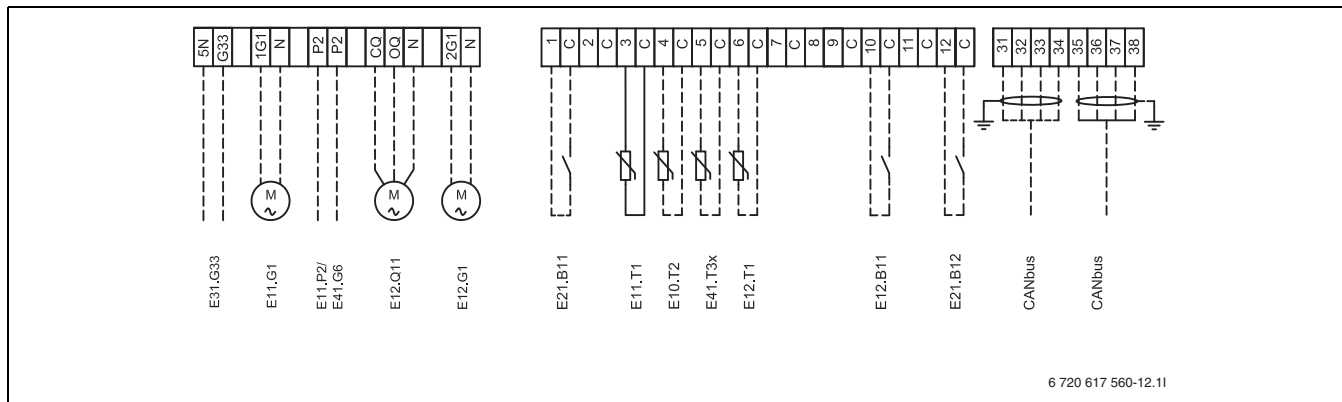 5N G33 1G1 N P2 P2 CQ OQ N 2G1 N
1 C 2 C 3 C 4 C 5 C 6 C 7 C 8 9 C 10 C 11 C 12 C
31 32 33 34 35 36 37 38
M
M
M
E31.G33
E11.G1
E11.P2/
E41.G6
E12.Q11
E12.G1
E21.B11
E11.T1
E10.T2
E41.T3x
E12.T1
E12.B11
E21.B12
CANbus
CANbus
6 720 617 560-12.1I